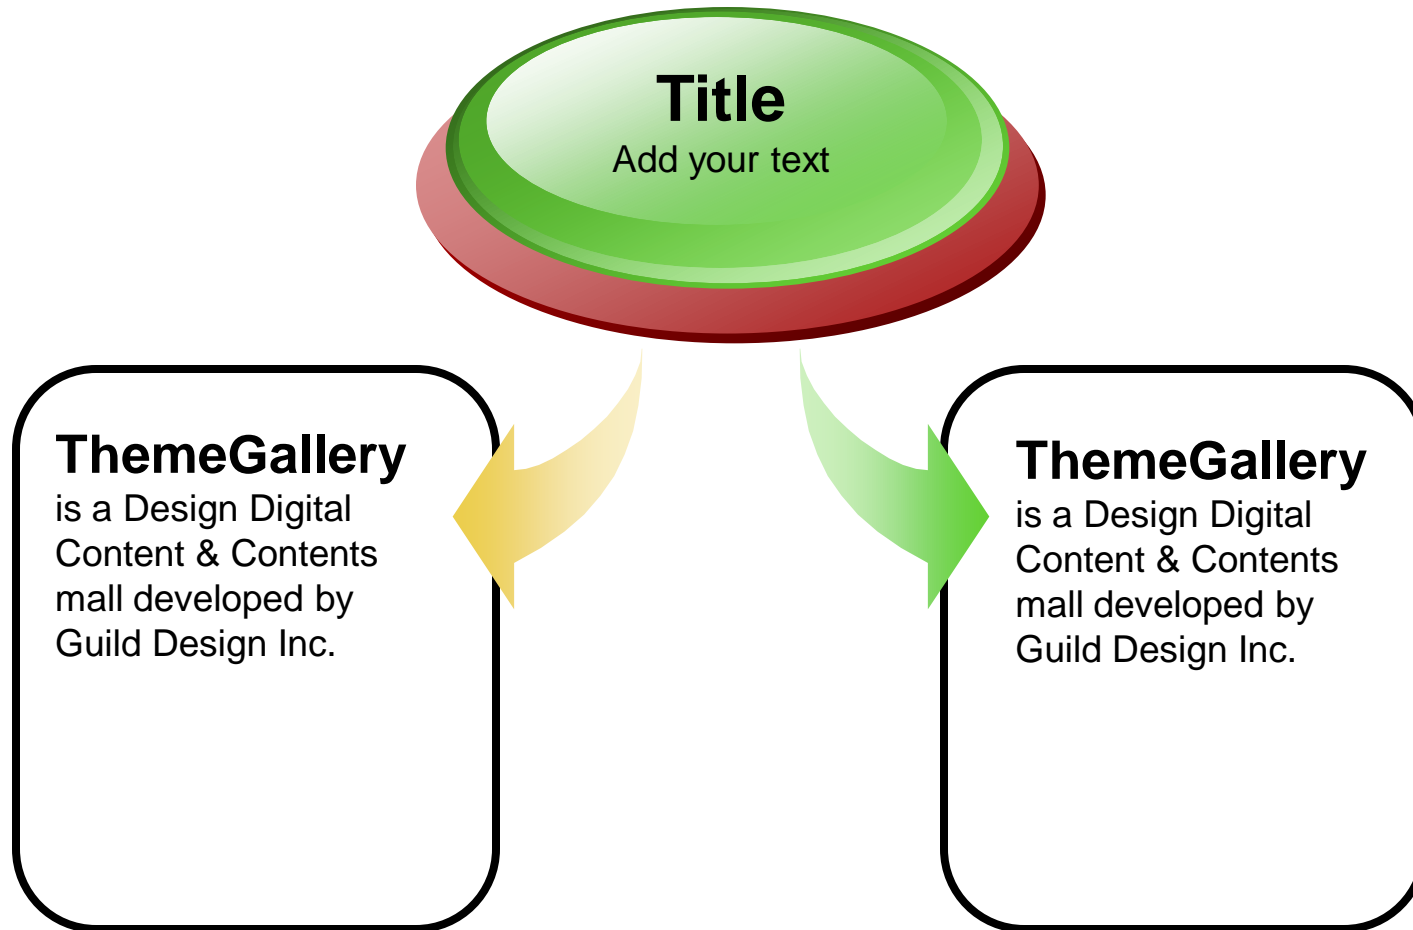 Title
Add your text
ThemeGallery
is a Design Digital
Content & Contents
mall developed by
Guild Design Inc.
ThemeGallery
is a Design Digital
Content & Contents
mall developed by
Guild Design Inc.